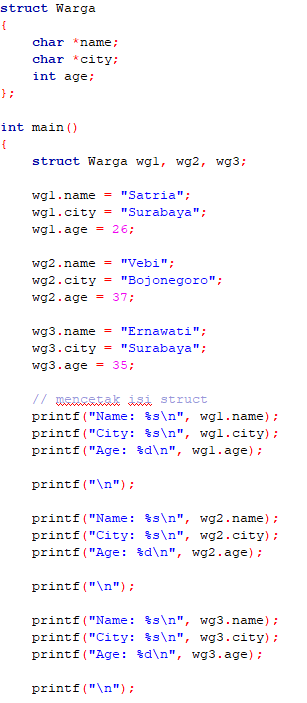 struct Warga
{
char *name;
char *city;
int age;
};
int main()
{
struct Warga wg1, wg2, wg3;
wg1.name = "Satria";
wg1.city = "Surabaya";
wg1.age = 26;
wg2.name = "Vebi";
wg2.city = "Bojonegoro";
wg2.age = 37;
wg3.name = "Ernawati";
wg3.city = "Surabaya";
wg3.age = 35;
// mencetak isi struct
printf("Name: %s\n", wg1.name);
printf("City: %s\n", wg1.city);
printf("Age: %d\n", wg1.age);
printf("\n");
printf("Name: %s\n", wg2.name);
printf("City: %s\n", wg2.city);
printf("Age: %d\n", wg2.age);
printf("\n");
printf("Name: %s\n", wg3.name);
printf("City: %s\n", wg3.city);
printf("Age: %d\n", wg3.age);
printf("\n");